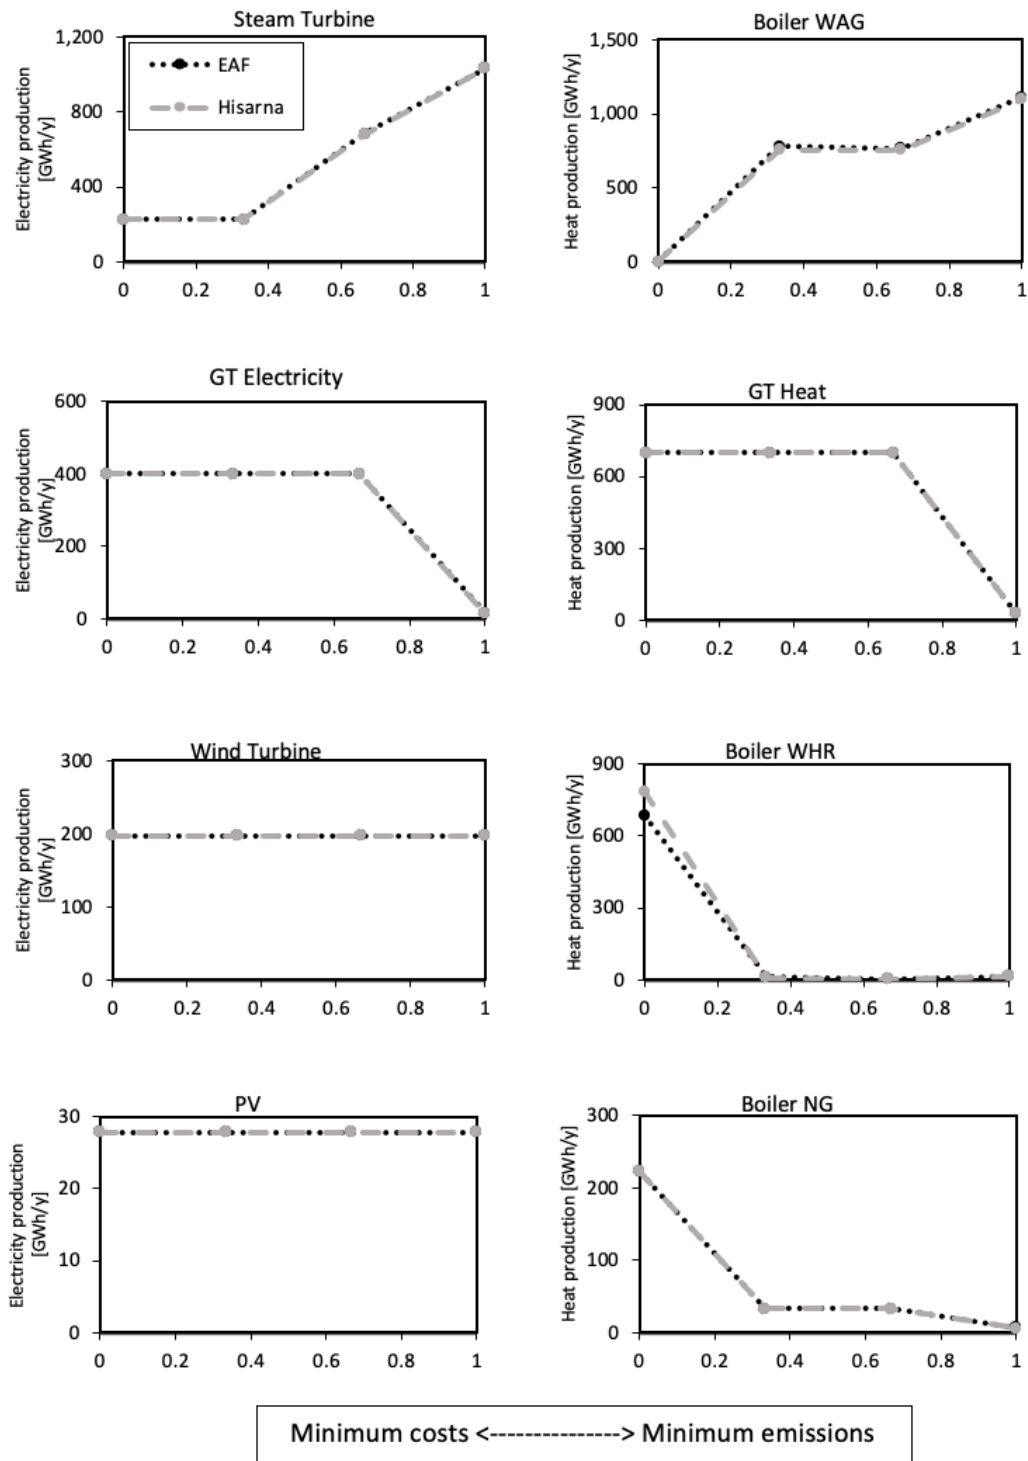 Steam Turbine
Electricity production
[GWh/y]
1,200
800
400
0
EAF
Hisarna
0 0.2 0.4 0.6 0.8 1
Boiler WAG
Heat production [GWh/y]
1,500
1,000
500
0
0 0.2 0.4 0.6 0.8 1
GT Electricity
Electricity production
[GWh/y]
600
400
200
0
0 0.2 0.4 0.6 0.8 1
GT Heat
Heat production [GWh/y]
900
600
300
0
0 0.2 0.4 0.6 0.8 1
Wind Turbine
Electricity production
[GWh/y]
300
200
100
0
0 0.2 0.4 0.6 0.8 1
Boiler WHR
Heat production [GWh/y]
900
600
300
0
0 0.2 0.4 0.6 0.8 1
PV
Electricity production
[GWh/y]
30
20
10
0
0 0.2 0.4 0.6 0.8 1
Boiler NG
Heat production [GWh/y]
300
200
100
0
0 0.2 0.4 0.6 0.8 1
Minimum costs <---------------> Minimum emissions